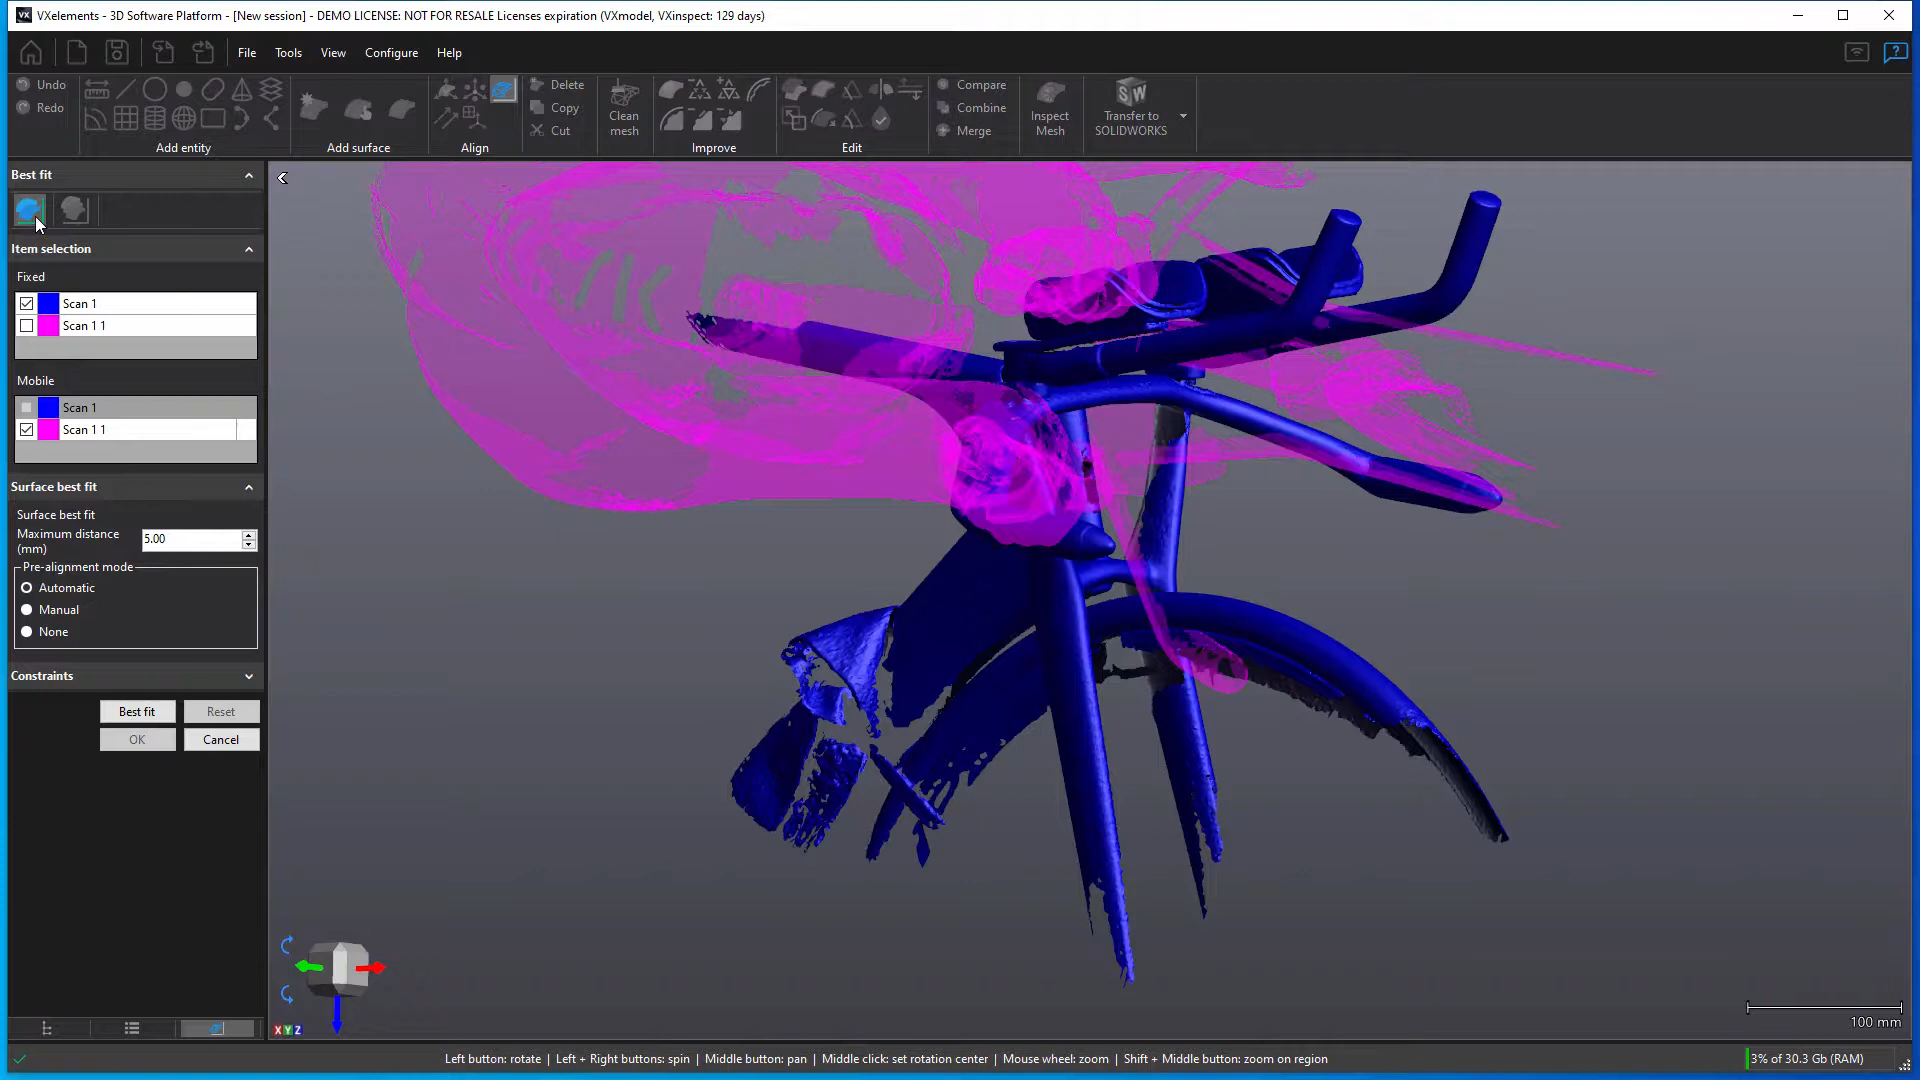 VXelements - 3D Software Platform - [New session] - DEMO LICENSE: NOT FOR RESALE Licenses expiration (VXmodel, VXinspect: 129 days)
File Tools View Configure Help
Undo
Redo
Add entity
Add surface
Align
Delete
Copy
Cut
Clean mesh
Improve
Edit
Compare
Combine
Merge
Inspect Mesh
Transfer to SOLIDWORKS
Best fit
Item selection
Fixed
Scan 1
Scan 1 1
Mobile
Scan 1
Scan 1 1
Surface best fit
Surface best fit
Maximum distance (mm) 5.00
Pre-alignment mode
Automatic
Manual
None
Constraints
Best fit Reset
OK Cancel
X Y Z
100 mm
Left button: rotate | Left + Right buttons: spin | Middle button: pan | Middle click: set rotation center | Mouse wheel: zoom | Shift + Middle button: zoom on region
3% of 30.3 Gb (RAM)